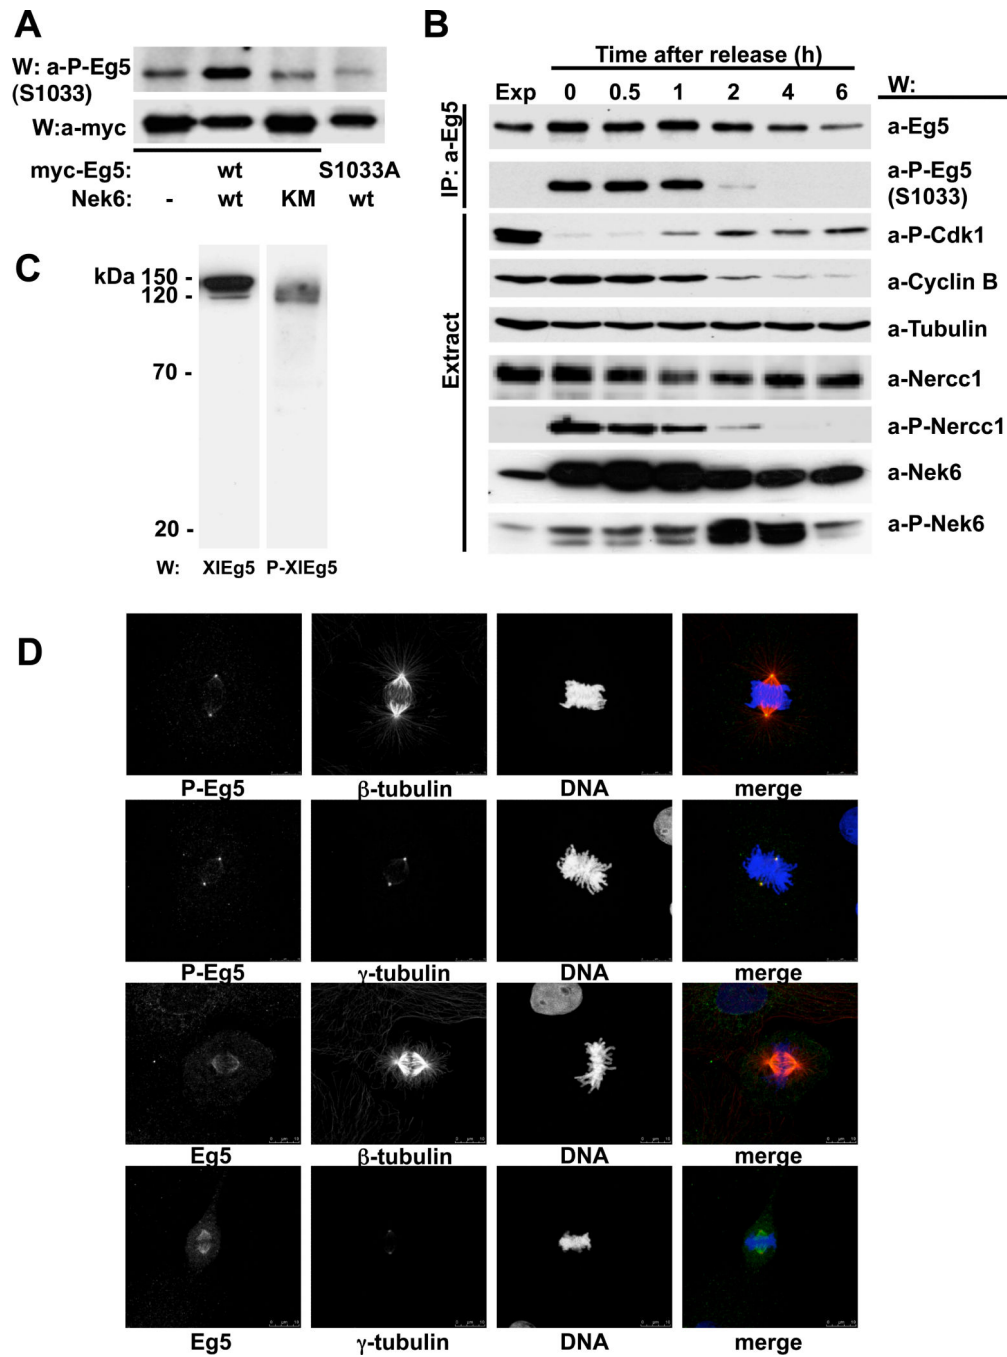 A
W: a-P-Eg5
(S1033)
W:a-myc
myc-Eg5: wt S1033A
Nek6: - wt KM wt
B
Time after release (h)
Exp 0 0.5 1 2 4 6 W:
IP: a-Eg5
a-Eg5
a-P-Eg5
(S1033)
Extract
a-P-Cdk1
a-Cyclin B
a-Tubulin
a-Nercc1
a-P-Nercc1
a-Nek6
a-P-Nek6
C
kDa 150 -
120 -
70 -
20 -
W: XlEg5 P-XlEg5
D
P-Eg5 β-tubulin DNA merge
P-Eg5 γ-tubulin DNA merge
Eg5 β-tubulin DNA merge
Eg5 γ-tubulin DNA merge